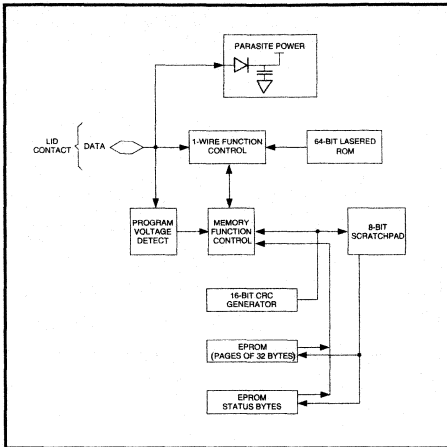 PARASITE POWER
LID
CONTACT
DATA
1-WIRE FUNCTION
CONTROL
64-BIT LASERED
ROM
PROGRAM
VOLTAGE
DETECT
MEMORY
FUNCTION
CONTROL
8-BIT
SCRATCHPAD
16-BIT CRC
GENERATOR
EPROM
(PAGES OF 32 BYTES)
EPROM
STATUS BYTES